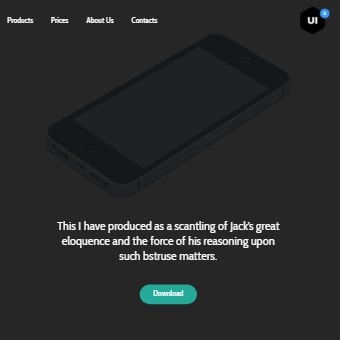 Products Prices About Us Contacts
UI
This I have produced as a scantling of Jack's great
eloquence and the force of his reasoning upon
such bstruse matters.
Download